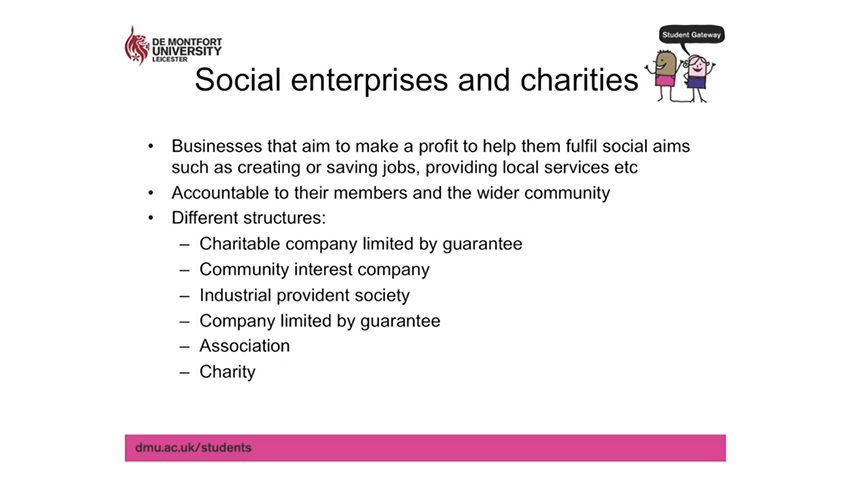 DE MONTFORT
UNIVERSITY
LEICESTER
Student Gateway
Social enterprises and charities
• Businesses that aim to make a profit to help them fulfil social aims
such as creating or saving jobs, providing local services etc
• Accountable to their members and the wider community
• Different structures:
– Charitable company limited by guarantee
– Community interest company
– Industrial provident society
– Company limited by guarantee
– Association
– Charity
dmu.ac.uk/students